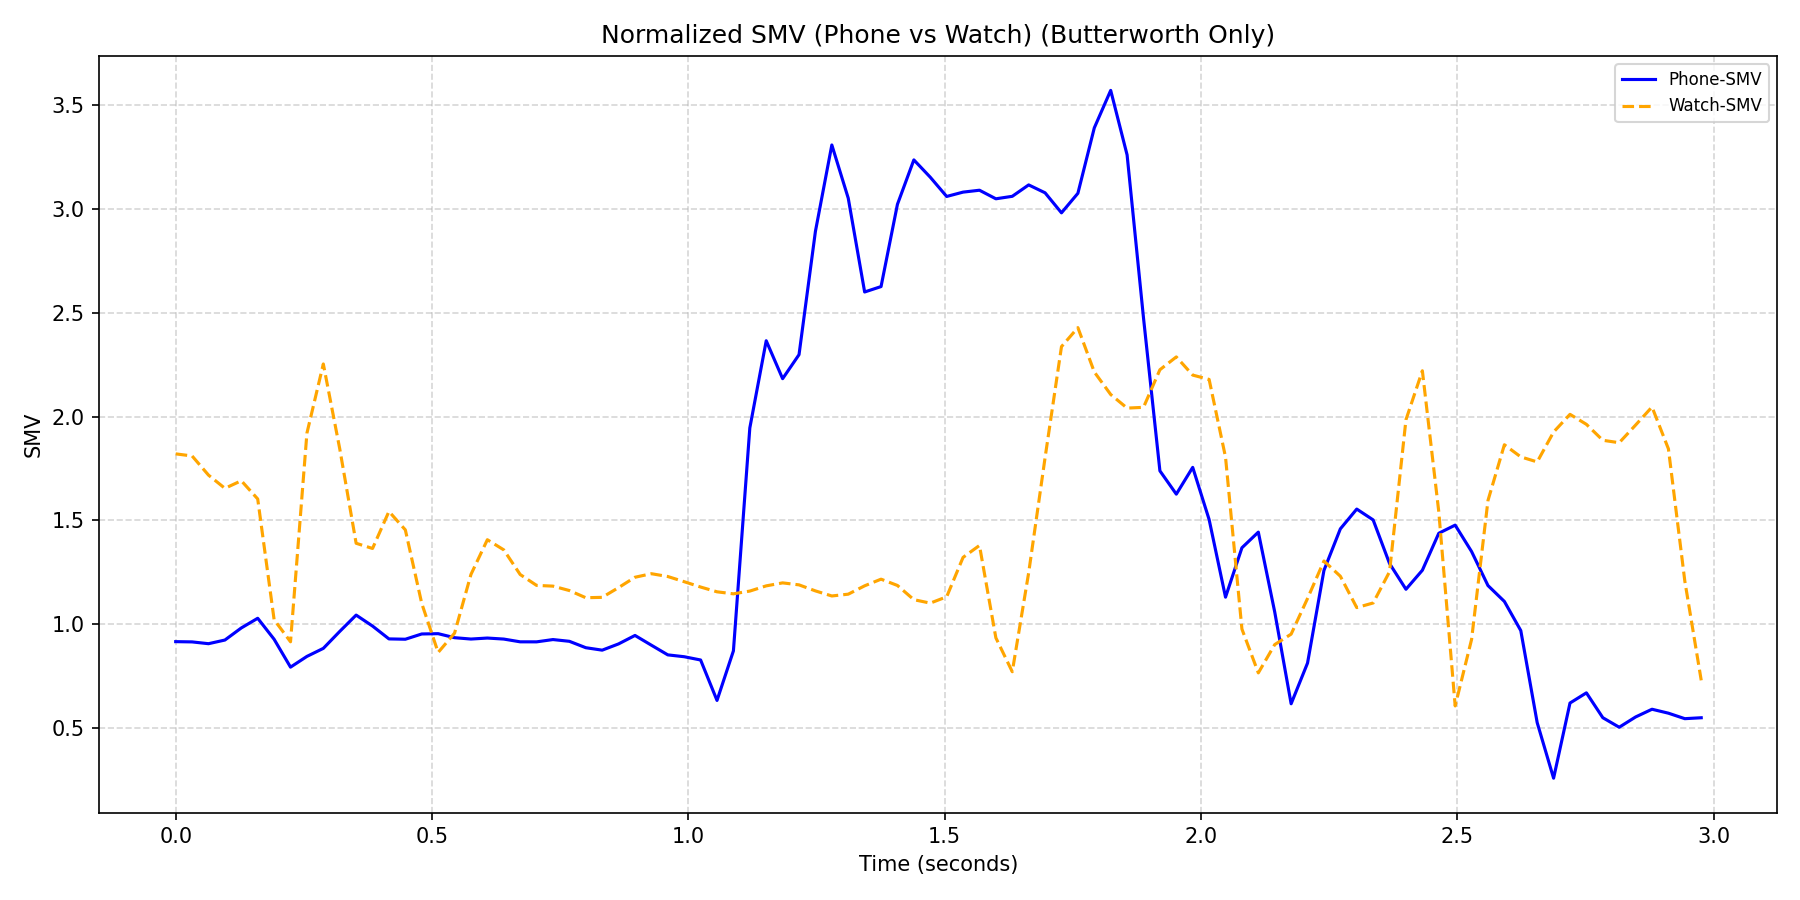 Normalized SMV (Phone vs Watch) (Butterworth Only)
Phone-SMV
Watch-SMV
3.5
3.0
2.5
2.0
1.5
1.0
0.5
SMV
0.0 0.5 1.0 1.5 2.0 2.5 3.0
Time (seconds)